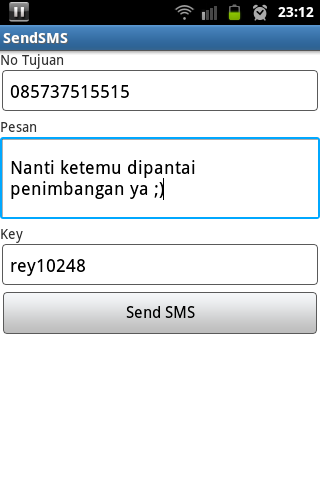 23:12
SendSMS
No Tujuan
085737515515
Pesan
Nanti ketemu dipantai
penimbangan ya ;)
Key
rey10248
Send SMS